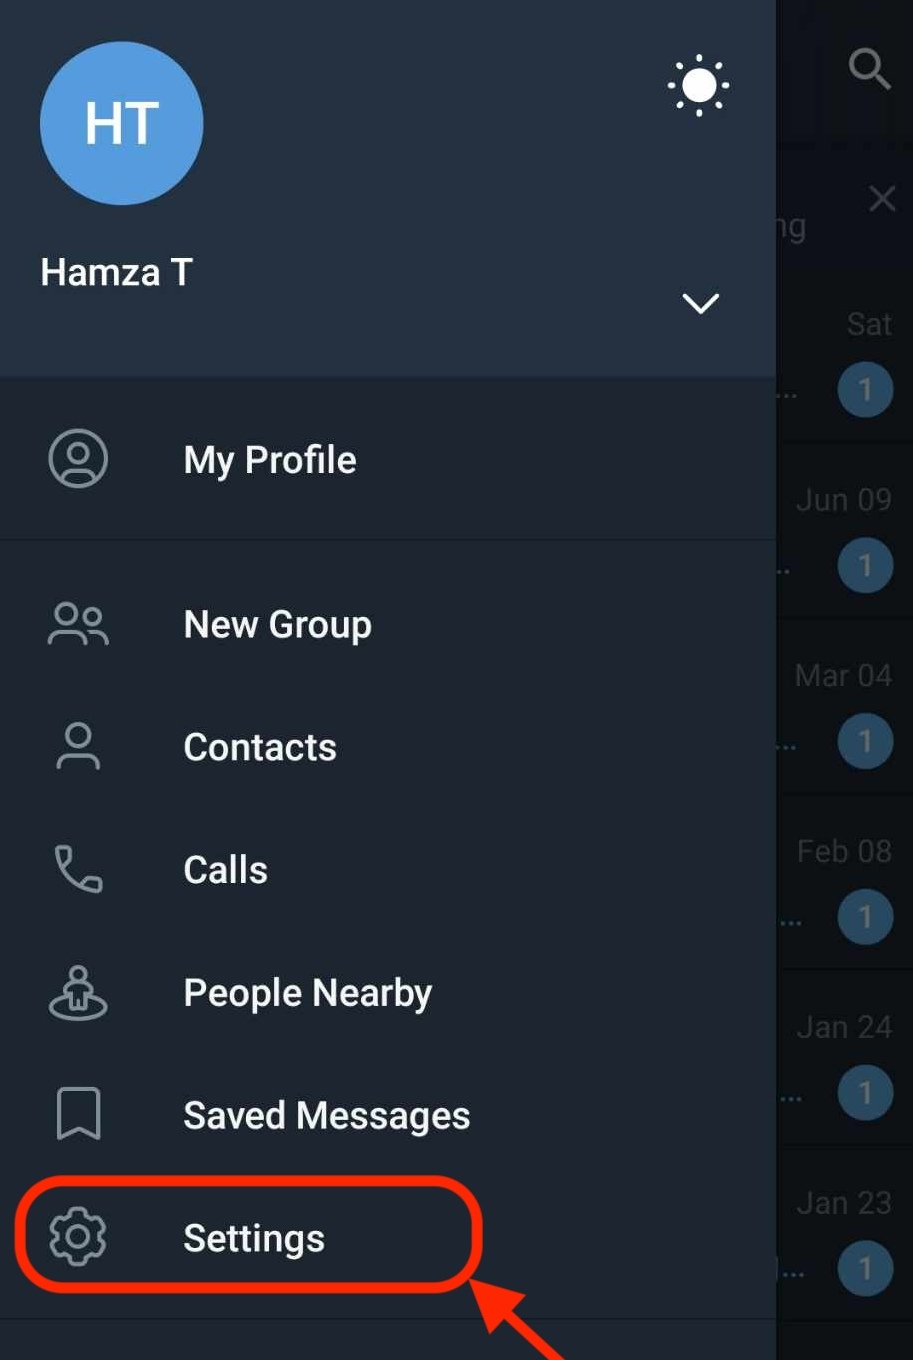 HT
Hamza T
ng
Sat
... 1
My Profile
Jun 09
.. 1
New Group
Mar 04
... 1
Contacts
Calls
Feb 08
... 1
People Nearby
Jan 24
... 1
Saved Messages
Jan 23
... 1
Settings